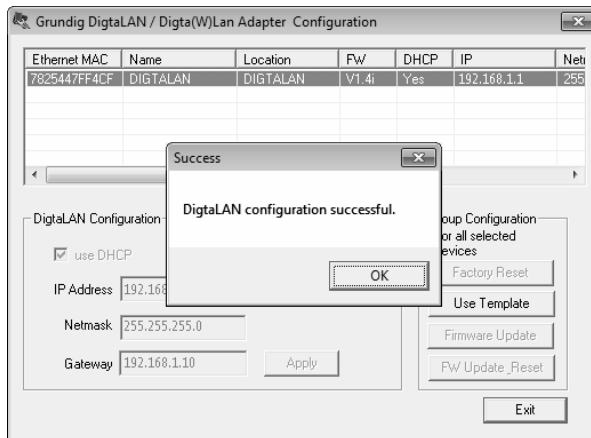 Grundig DigtaLAN / Digta(W)Lan Adapter Configuration
Ethernet MAC Name Location FW DHCP IP
7825447FF4CF DIGTALAN DIGTALAN V1.4i Yes 192.168.1.1 255
Success
DigtaLAN configuration successful.
OK
DigtaLAN Configuration
use DHCP
IP Address 192.168
Netmask 255.255.255.0
Gateway 192.168.1.10 Apply
Configuration
all selected
Factory Reset
Use Template
Firmware Update
FW Update_Reset
Exit